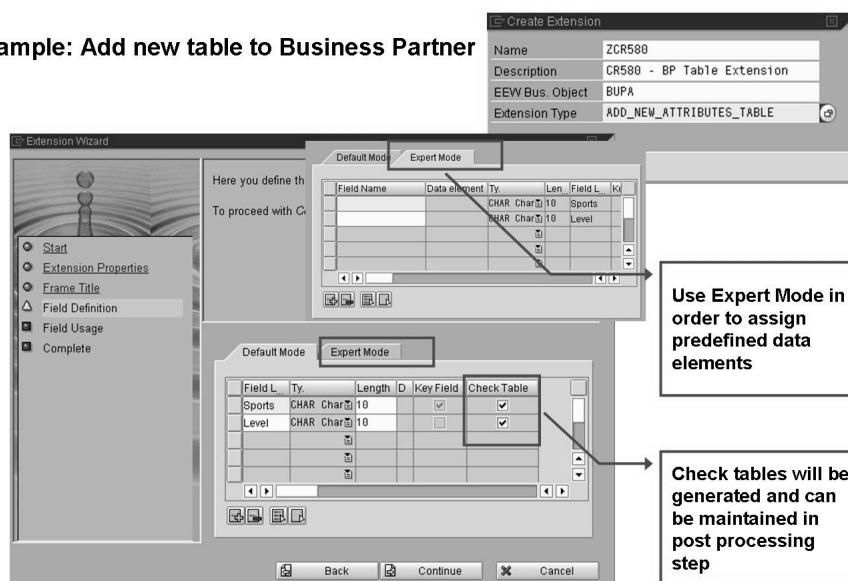 ample: Add new table to Business Partner
Create Extension
Name ZCR580
Description CR580 - BP Table Extension
EEW Bus. Object BUPA
Extension Type ADD_NEW_ATTRIBUTES_TABLE
Extension Wizard
Start
Extension Properties
Frame Title
Field Definition
Field Usage
Complete
Here you define th
To proceed with
Default Mode Expert Mode
Field Name Data element Ty. Len... Field L...
CHAR Char 10 Sports
CHAR Char 10 Level
Use Expert Mode in
order to assign
predefined data
elements
Default Mode Expert Mode
Field L... Ty. Length D Key Field Check Table
Sports CHAR Char 10
Level CHAR Char 10
Check tables will be
generated and can
be maintained in
post processing
step
Back Continue Cancel